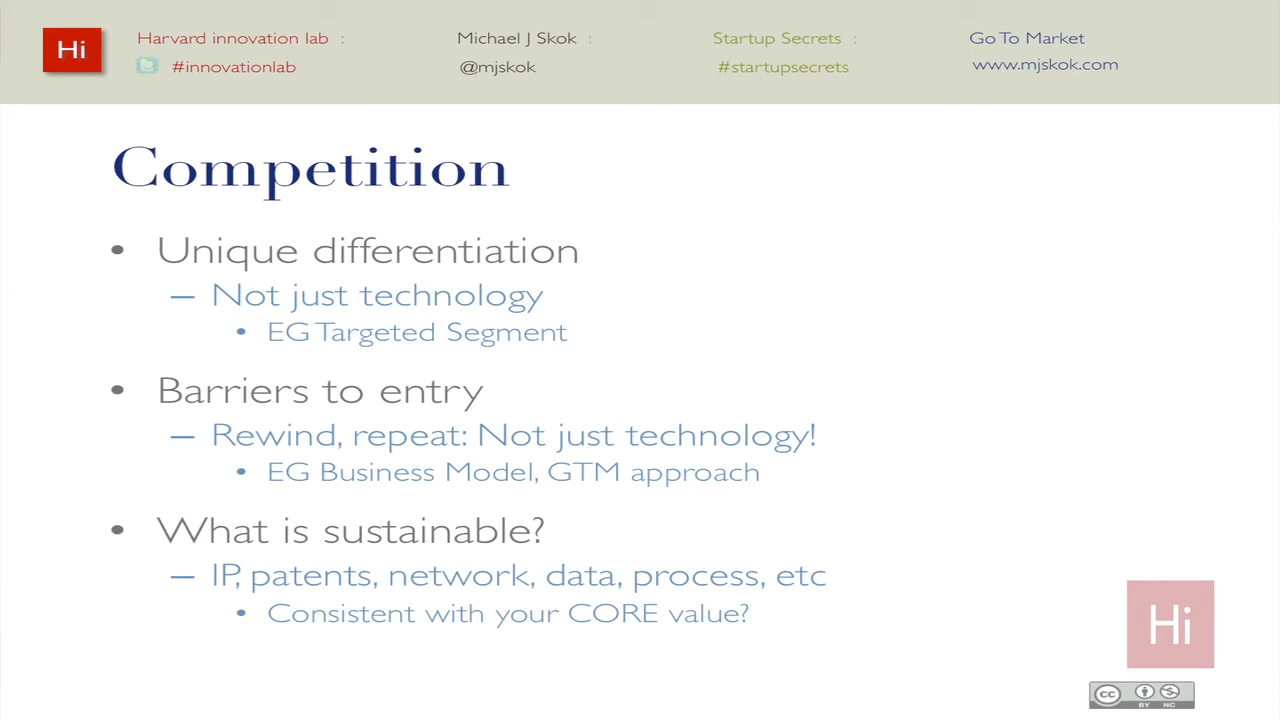 Hi
Harvard innovation lab :
#innovationlab
Michael J Skok :
@mjskok
Startup Secrets :
#startupsecrets
Go To Market
www.mjskok.com
Competition
• Unique differentiation
– Not just technology
• EG Targeted Segment
• Barriers to entry
– Rewind, repeat: Not just technology!
• EG Business Model, GTM approach
• What is sustainable?
– IP, patents, network, data, process, etc
• Consistent with your CORE value?
Hi
cc
BY NC